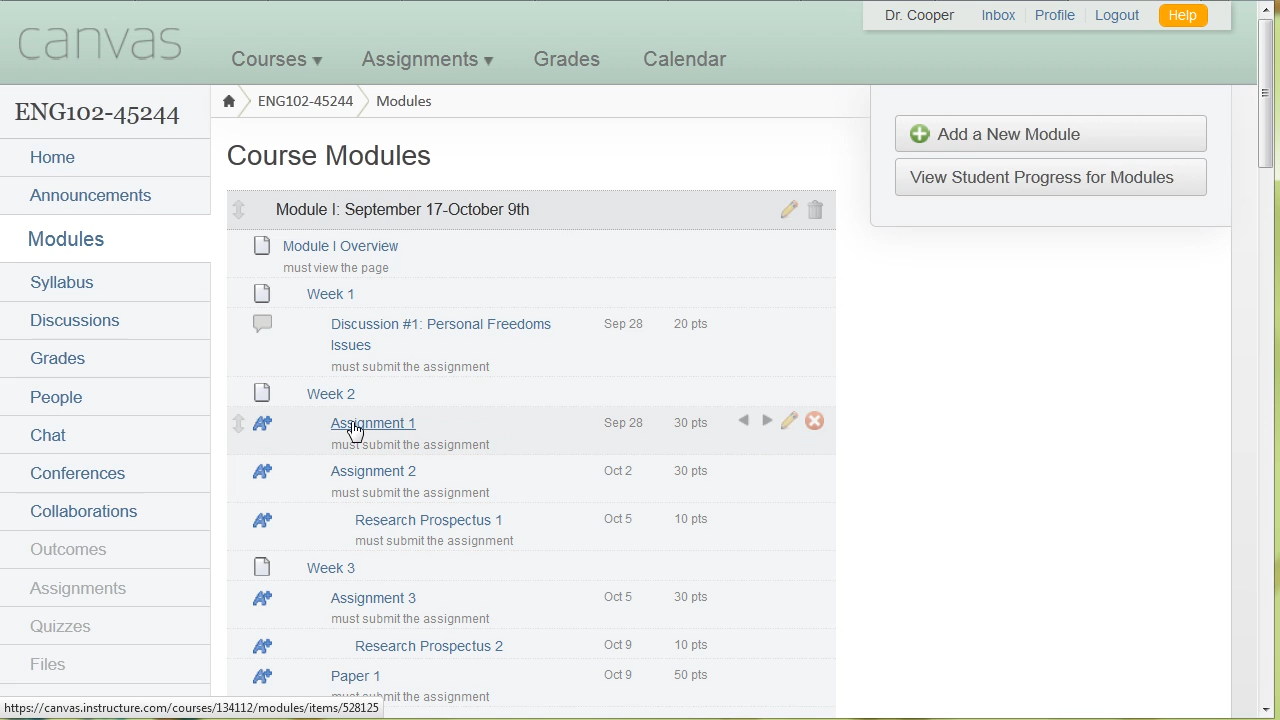 Dr. Cooper Inbox Profile Logout Help
canvas
Courses ▾ Assignments ▾ Grades Calendar
ENG102-45244
ENG102-45244 Modules
Home
Announcements
Modules
Syllabus
Discussions
Grades
People
Chat
Conferences
Collaborations
Outcomes
Assignments
Quizzes
Files
Course Modules
Module I: September 17-October 9th
Module I Overview
must view the page
Week 1
Discussion #1: Personal Freedoms Sep 28 20 pts
Issues
must submit the assignment
Week 2
Assignment 1 Sep 28 30 pts
must submit the assignment
Assignment 2 Oct 2 30 pts
must submit the assignment
Research Prospectus 1 Oct 5 10 pts
must submit the assignment
Week 3
Assignment 3 Oct 5 30 pts
must submit the assignment
Research Prospectus 2 Oct 9 10 pts
Paper 1 Oct 9 50 pts
must submit the assignment
Add a New Module
View Student Progress for Modules
https://canvas.instructure.com/courses/134112/modules/items/528125